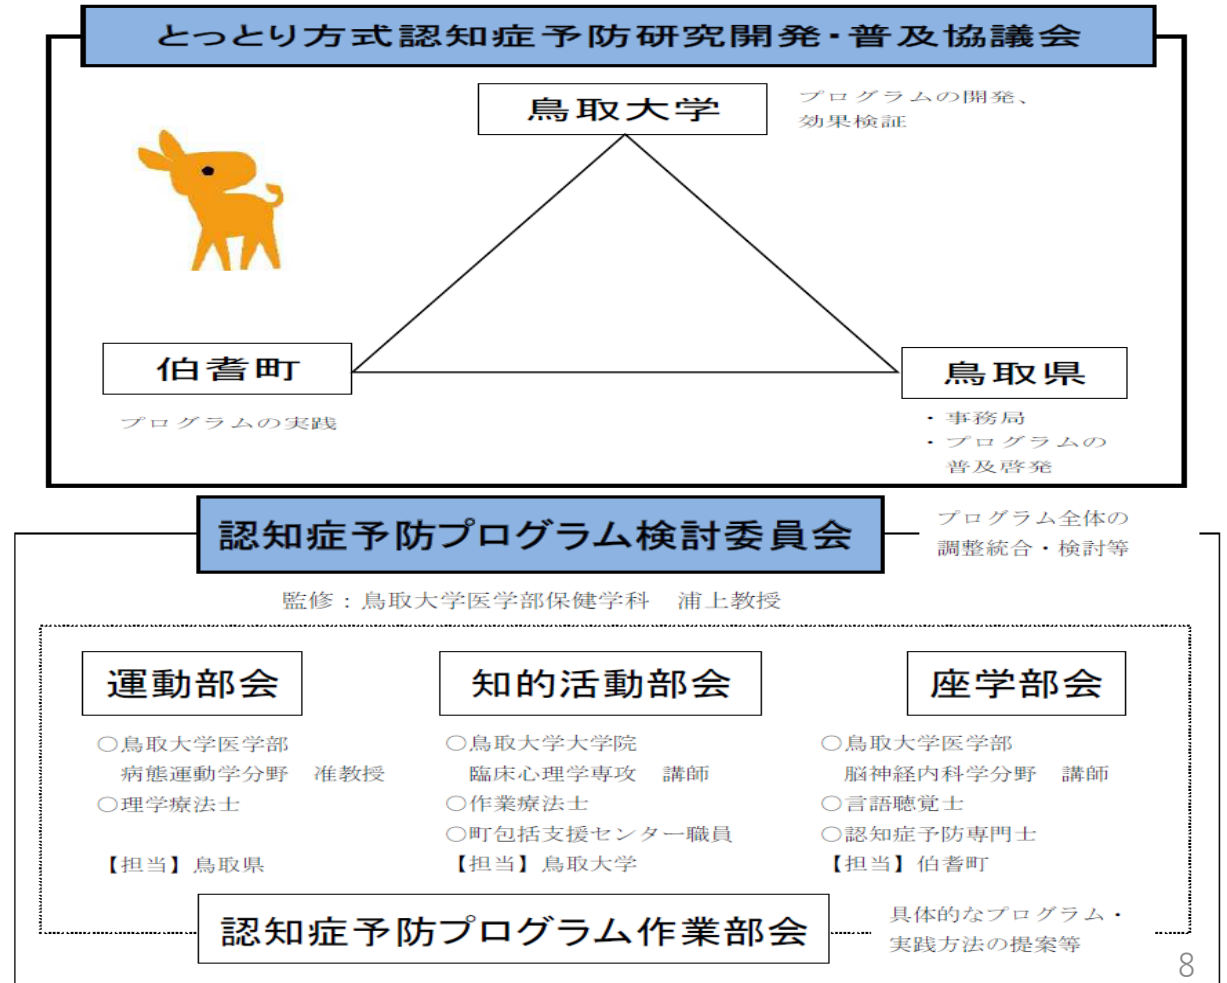 とっとり方式認知症予防研究開発・普及協議会
鳥取大学
プログラムの開発、
効果検証
伯耆町
プログラムの実践
鳥取県
・事務局
・プログラムの
普及啓発
認知症予防プログラム検討委員会
プログラム全体の
調整統合・検討等
監修：鳥取大学医学部保健学科　浦上教授
運動部会
○鳥取大学医学部
病態運動学分野　准教授
○理学療法士
【担当】鳥取県
知的活動部会
○鳥取大学大学院
臨床心理学専攻　講師
○作業療法士
○町包括支援センター職員
【担当】鳥取大学
座学部会
○鳥取大学医学部
脳神経内科学分野　講師
○言語聴覚士
○認知症予防専門士
【担当】伯耆町
認知症予防プログラム作業部会
具体的なプログラム・
実践方法の提案等
8